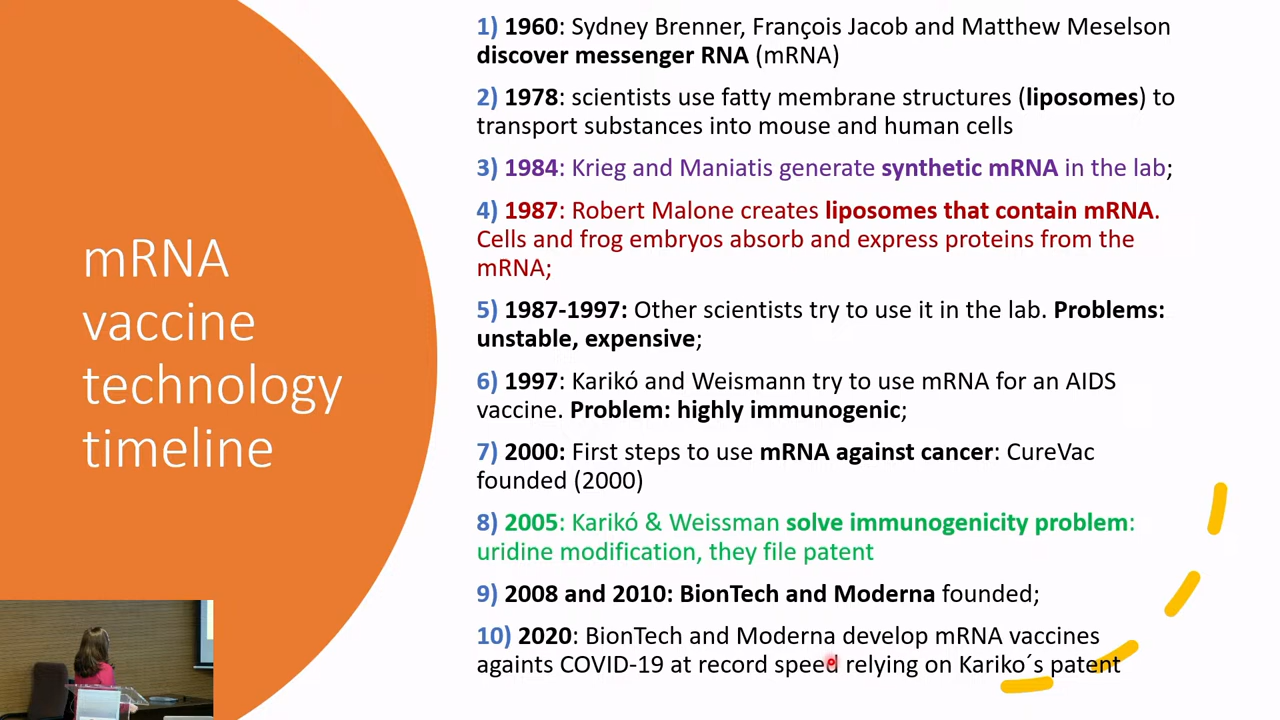 mRNA
vaccine
technology
timeline
1) 1960: Sydney Brenner, François Jacob and Matthew Meselson
discover messenger RNA (mRNA)
2) 1978: scientists use fatty membrane structures (liposomes) to
transport substances into mouse and human cells
3) 1984: Krieg and Maniatis generate synthetic mRNA in the lab;
4) 1987: Robert Malone creates liposomes that contain mRNA.
Cells and frog embryos absorb and express proteins from the
mRNA;
5) 1987-1997: Other scientists try to use it in the lab. Problems:
unstable, expensive;
6) 1997: Karikó and Weismann try to use mRNA for an AIDS
vaccine. Problem: highly immunogenic;
7) 2000: First steps to use mRNA against cancer: CureVac
founded (2000)
8) 2005: Karikó & Weissman solve immunogenicity problem:
uridine modification, they file patent
9) 2008 and 2010: BionTech and Moderna founded;
10) 2020: BionTech and Moderna develop mRNA vaccines
againts COVID-19 at record speed relying on Kariko´s patent